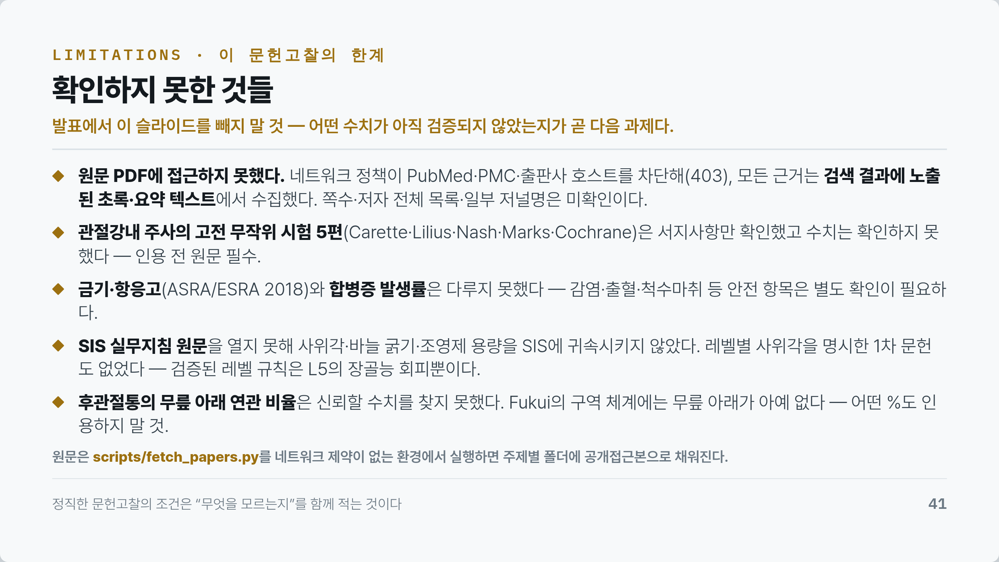 LIMITATIONS · 이 문헌고찰의 한계
확인하지 못한 것들
발표에서 이 슬라이드를 빼지 말 것 — 어떤 수치가 아직 검증되지 않았는지가 곧 다음 과제다.
원문 PDF에 접근하지 못했다. 네트워크 정책이 PubMed·PMC·출판사 호스트를 차단해(403), 모든 근거는 검색 결과에 노출
된 초록·요약 텍스트에서 수집했다. 쪽수·저자 전체 목록·일부 저널명은 미확인이다.
관절강내 주사의 고전 무작위 시험 5편(Carette·Lilius·Nash·Marks·Cochrane)은 서지사항만 확인했고 수치는 확인하지 못
했다 — 인용 전 원문 필수.
금기·항응고(ASRA/ESRA 2018)와 합병증 발생률은 다루지 못했다 — 감염·출혈·척수마취 등 안전 항목은 별도 확인이 필요하
다.
SIS 실무지침 원문을 열지 못해 사위각·바늘 굵기·조영제 용량을 SIS에 귀속시키지 않았다. 레벨별 사위각을 명시한 1차 문헌
도 없었다 — 검증된 레벨 규칙은 L5의 장골능 회피뿐이다.
후관절통의 무릎 아래 연관 비율은 신뢰할 수치를 찾지 못했다. Fukui의 구역 체계에는 무릎 아래가 아예 없다 — 어떤 %도 인
용하지 말 것.
원문은 scripts/fetch_papers.py를 네트워크 제약이 없는 환경에서 실행하면 주제별 폴더에 공개접근본으로 채워진다.
정직한 문헌고찰의 조건은 “무엇을 모르는지”를 함께 적는 것이다
41